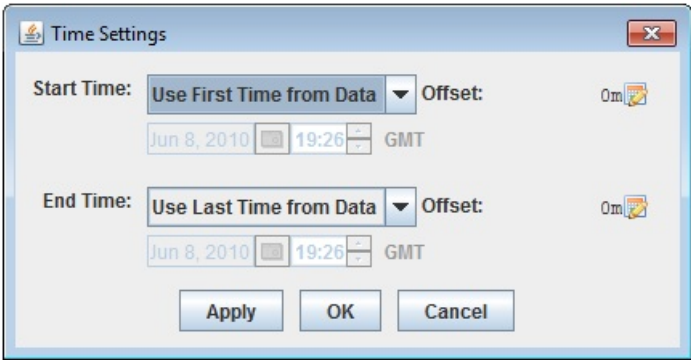 Time Settings
Start Time: Use First Time from Data Offset: 0m
Jun 8, 2010 19:26 GMT
End Time: Use Last Time from Data Offset: 0m
Jun 8, 2010 19:26 GMT
Apply OK Cancel